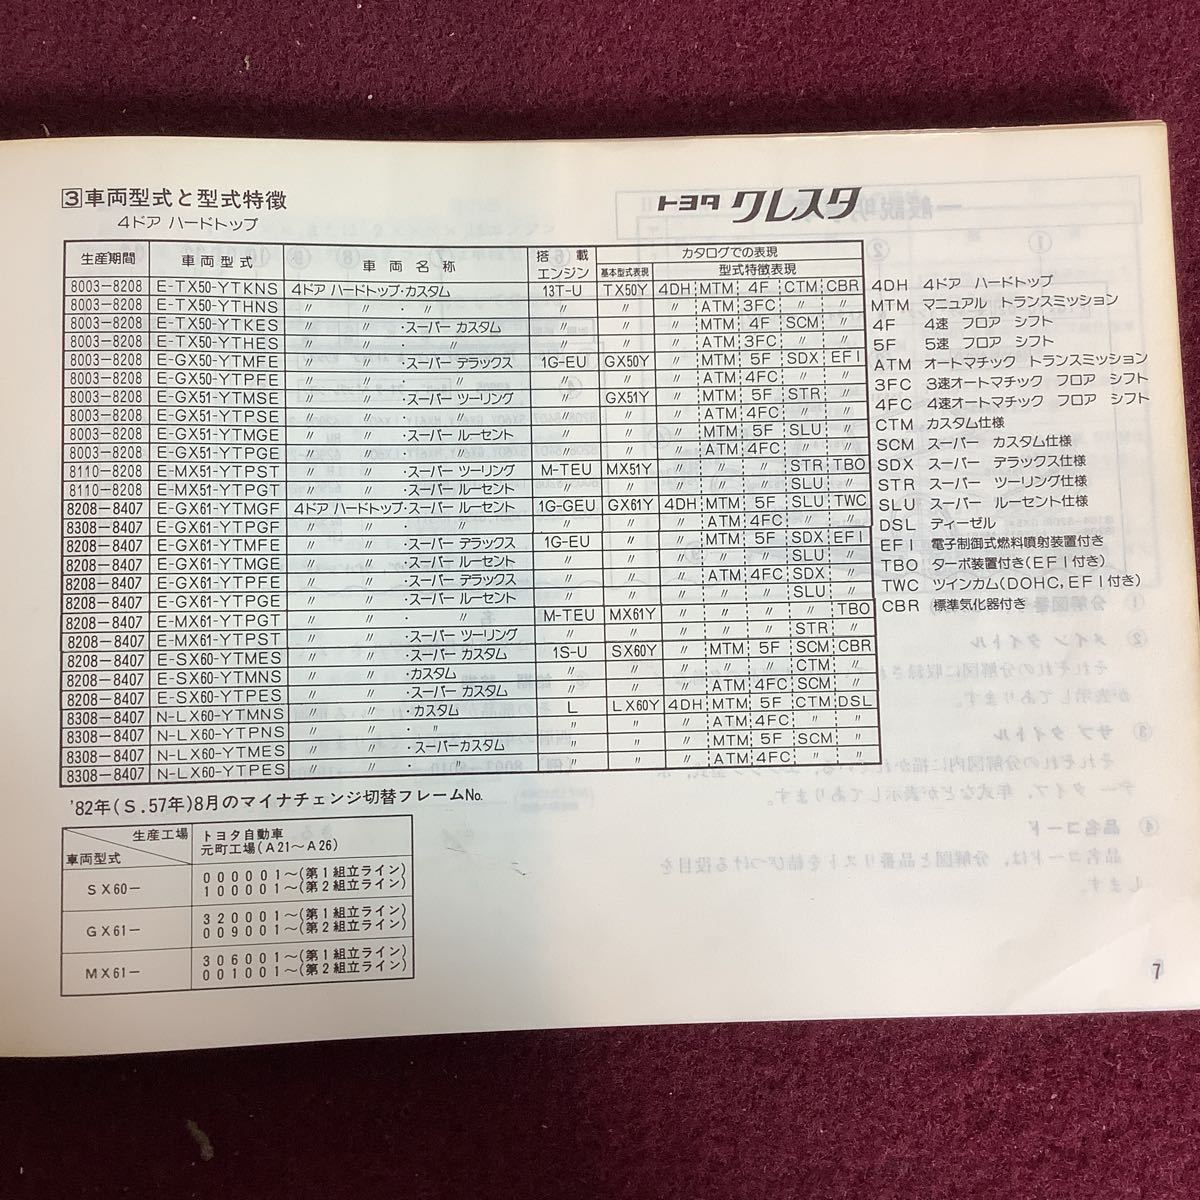 3 車両型式と型式特徴
4ドア ハードトップ
トヨタ クレスタ
生産期間 車両型式 車両名称 搭載エンジン カタログでの表現
基本型式表現 型式特徴表現
8003-8208 E-TX50-YTKNS 4ドア ハードトップ・カスタム 13T-U TX50Y 4DH MTM 4F CTM CBR
8003-8208 E-TX50-YTHNS 〃 〃 ・ 〃 〃 〃 〃 ATM 3FC 〃 〃
8003-8208 E-TX50-YTKES 〃 〃 ・スーパー カスタム 〃 〃 〃 MTM 4F SCM 〃
8003-8208 E-TX50-YTHES 〃 〃 〃 〃 〃 〃 ATM 3FC 〃 〃
8003-8208 E-GX50-YTMFE 〃 〃 ・スーパー デラックス 1G-EU GX50Y 〃 MTM 5F SDX EFI
8003-8208 E-GX50-YTPFE 〃 〃 〃 〃 〃 〃 ATM 4FC 〃 〃
8003-8208 E-GX51-YTMSE 〃 〃 ・スーパー ツーリング 〃 GX51Y 〃 MTM 5F STR 〃
8003-8208 E-GX51-YTPSE 〃 〃 〃 〃 〃 〃 ATM 4FC 〃 〃
8003-8208 E-GX51-YTMGE 〃 〃 ・スーパー ルーセント 〃 〃 〃 MTM 5F SLU 〃
8003-8208 E-GX51-YTPGE 〃 〃 〃 〃 〃 〃 ATM 4FC 〃 〃
8110-8208 E-MX51-YTPST 〃 〃 ・スーパー ツーリング M-TEU MX51Y 〃 〃 〃 STR TBO
8110-8208 E-MX51-YTPGT 〃 〃 ・スーパー ルーセント 〃 〃 〃 〃 〃 SLU 〃
8208-8407 E-GX61-YTMGF 4ドア ハードトップ・スーパー ルーセント 1G-GEU GX61Y 4DH MTM 5F SLU TWC
8308-8407 E-GX61-YTPGF 〃 〃 ・ 〃 〃 〃 〃 ATM 4FC 〃 〃
8208-8407 E-GX61-YTMFE 〃 〃 ・スーパー デラックス 1G-EU 〃 〃 MTM 5F SDX EFI
8208-8407 E-GX61-YTMGE 〃 〃 ・スーパー ルーセント 〃 〃 〃 〃 〃 SLU 〃
8208-8407 E-GX61-YTPFE 〃 〃 ・スーパー デラックス 〃 〃 〃 ATM 4FC SDX 〃
8208-8407 E-GX61-YTPGE 〃 〃 ・スーパー ルーセント 〃 〃 〃 〃 〃 SLU 〃
8208-8407 E-MX61-YTPGT 〃 〃 ・ 〃 M-TEU MX61Y 〃 〃 〃 〃 TBO
8208-8407 E-MX61-YTPST 〃 〃 ・スーパー ツーリング 〃 〃 〃 〃 〃 STR 〃
8208-8407 E-SX60-YTMES 〃 〃 ・スーパー カスタム 1S-U SX60Y 〃 MTM 5F SCM CBR
8208-8407 E-SX60-YTMNS 〃 〃 ・カスタム 〃 〃 〃 〃 〃 CTM 〃
8208-8407 E-SX60-YTPES 〃 〃 ・スーパー カスタム 〃 〃 〃 ATM 4FC SCM 〃
8308-8407 N-LX60-YTMNS 〃 〃 ・カスタム L LX60Y 4DH MTM 5F CTM DSL
8308-8407 N-LX60-YTPNS 〃 〃 ・ 〃 〃 〃 〃 ATM 4FC 〃 〃
8308-8407 N-LX60-YTMES 〃 〃 ・スーパーカスタム 〃 〃 〃 MTM 5F SCM 〃
8308-8407 N-LX60-YTPES 〃 〃 ・ 〃 〃 〃 〃 ATM 4FC 〃 〃
4DH 4ドア ハードトップ
MTM マニュアル トランスミッション
4F 4速 フロア シフト
5F 5速 フロア シフト
ATM オートマチック トランスミッション
3FC 3速オートマチック フロア シフト
4FC 4速オートマチック フロア シフト
CTM カスタム仕様
SCM スーパー カスタム仕様
SDX スーパー デラックス仕様
STR スーパー ツーリング仕様
SLU スーパー ルーセント仕様
DSL ディーゼル
EFI 電子制御式燃料噴射装置付き
TBO ターボ装置付き(EFI付き)
TWC ツインカム(DOHC,EFI付き)
CBR 標準気化器付き
'82年(S.57年)8月のマイナチェンジ切替フレームNo.
生産工場 トヨタ自動車
車両型式 元町工場(A21〜A26)
SX60- 000001〜(第1組立ライン)
100001〜(第2組立ライン)
GX61- 320001〜(第1組立ライン)
009001〜(第2組立ライン)
MX61- 306001〜(第1組立ライン)
001001〜(第2組立ライン)
7